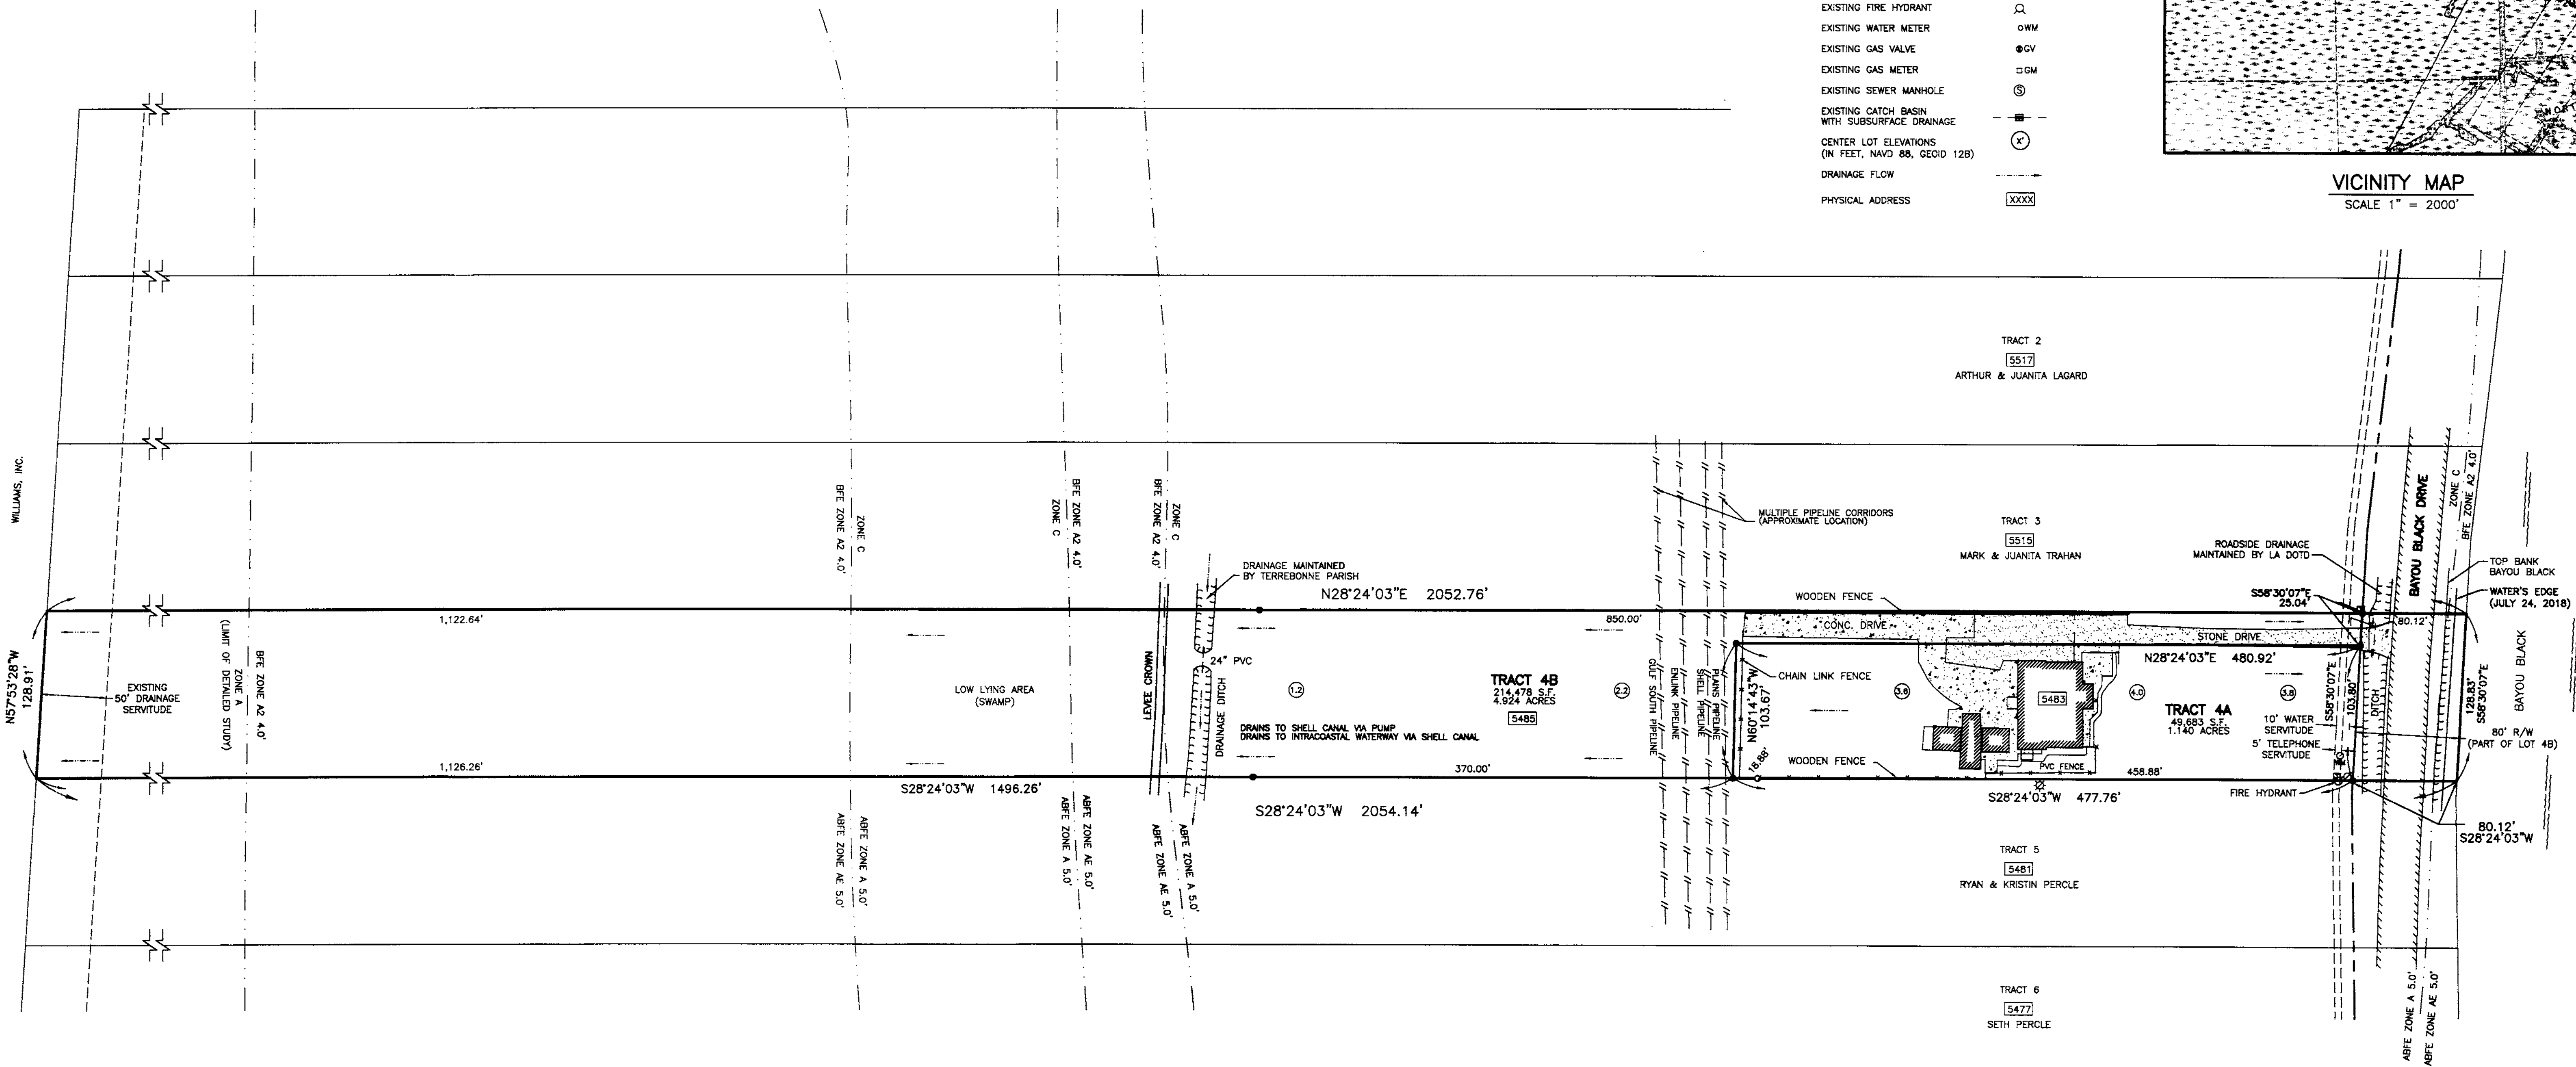 EXISTING FIRE HYDRANT
EXISTING WATER METER
oWM
EXISTING GAS VALVE
GV
EXISTING GAS METER
GM
EXISTING SEWER MANHOLE
S
EXISTING CATCH BASIN
WITH SUBSURFACE DRAINAGE
CENTER LOT ELEVATIONS
(IN FEET, NAVD 88, GEOID 12B)
X'
DRAINAGE FLOW
PHYSICAL ADDRESS
XXXX
VICINITY MAP
SCALE 1" = 2000'
TRACT 2
5517
ARTHUR & JUANITA LAGARD
WILLIAMS, INC.
BFE ZONE A2 4.0'
ZONE C
ZONE C
BFE ZONE A2 4.0'
BFE ZONE A2 4.0'
ZONE C
MULTIPLE PIPELINE CORRIDORS
(APPROXIMATE LOCATION)
TRACT 3
5515
MARK & JUANITA TRAHAN
ROADSIDE DRAINAGE
MAINTAINED BY LA DOTD
BAYOU BLACK DRIVE
ZONE C
BFE ZONE A2 4.0'
TOP BANK
BAYOU BLACK
WATER'S EDGE
(JULY 24, 2018)
DRAINAGE MAINTAINED
BY TERREBONNE PARISH
N28°24'03"E 2052.76'
WOODEN FENCE
S58°30'07"E
25.04'
1,122.64'
850.00'
CONC. DRIVE
STONE DRIVE
80.12'
N28°24'03"E 480.92'
N57°53'28"W
128.91'
EXISTING
50' DRAINAGE
SERVITUDE
(LIMIT OF DETAILED STUDY)
ZONE A
BFE ZONE A2 4.0'
LOW LYING AREA
(SWAMP)
LEVEE CROWN
24" PVC
DRAINAGE DITCH
1.2
DRAINS TO SHELL CANAL VIA PUMP
DRAINS TO INTRACOASTAL WATERWAY VIA SHELL CANAL
TRACT 4B
214,478 S.F.
4.924 ACRES
5485
2.2
GULF SOUTH PIPELINE
ENLINK PIPELINE
SHELL PIPELINE
PLAINS PIPELINE
N60°14'43"W
103.67'
CHAIN LINK FENCE
3.6
5483
4.0
TRACT 4A
49,683 S.F.
1.140 ACRES
3.8
10' WATER
SERVITUDE
5' TELEPHONE
SERVITUDE
S58°30'07"E
103.80'
DITCH
128.83'
S58°30'07"E
BAYOU BLACK
80' R/W
(PART OF LOT 4B)
1,126.26'
S28°24'03"W 1496.26'
370.00'
18.88'
WOODEN FENCE
PVC FENCE
458.88'
S28°24'03"W 2054.14'
S28°24'03"W 477.76'
FIRE HYDRANT
80.12'
S28°24'03"W
ABFE ZONE AE 5.0'
ABFE ZONE A 5.0'
ABFE ZONE A 5.0'
ABFE ZONE AE 5.0'
ABFE ZONE AE 5.0'
ABFE ZONE A 5.0'
TRACT 5
5481
RYAN & KRISTIN PERCLE
TRACT 6
5477
SETH PERCLE
ABFE ZONE A 5.0'
ABFE ZONE AE 5.0'